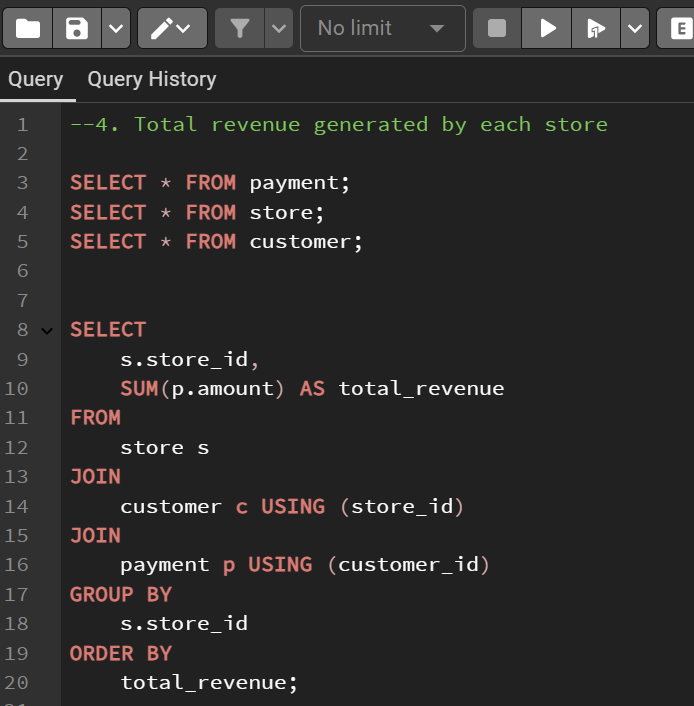 No limit
E
Query Query History
1 --4. Total revenue generated by each store
2
3 SELECT * FROM payment;
4 SELECT * FROM store;
5 SELECT * FROM customer;
6
7
8 SELECT
9 s.store_id,
10 SUM(p.amount) AS total_revenue
11 FROM
12 store s
13 JOIN
14 customer c USING (store_id)
15 JOIN
16 payment p USING (customer_id)
17 GROUP BY
18 s.store_id
19 ORDER BY
20 total_revenue;